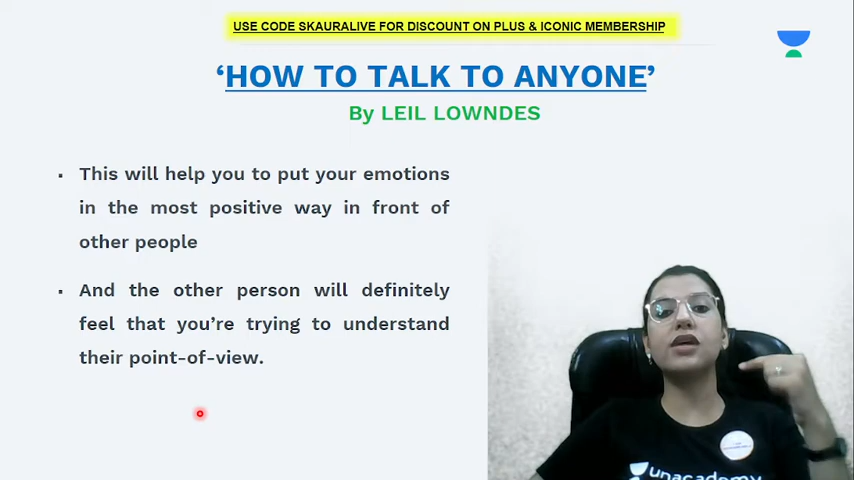 USE CODE SKAURALIVE FOR DISCOUNT ON PLUS & ICONIC MEMBERSHIP
‘HOW TO TALK TO ANYONE’
By LEIL LOWNDES
▪ This will help you to put your emotions
in the most positive way in front of
other people
▪ And the other person will definitely
feel that you’re trying to understand
their point-of-view.
unacademy